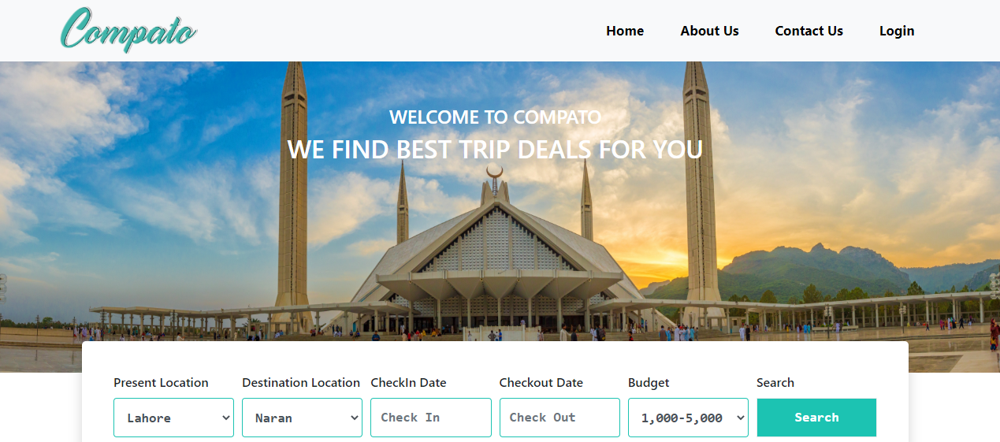 Compato
Home About Us Contact Us Login
WELCOME TO COMPATO
WE FIND BEST TRIP DEALS FOR YOU
Present Location Destination Location CheckIn Date Checkout Date Budget Search
Lahore Naran Check In Check Out 1,000-5,000 Search